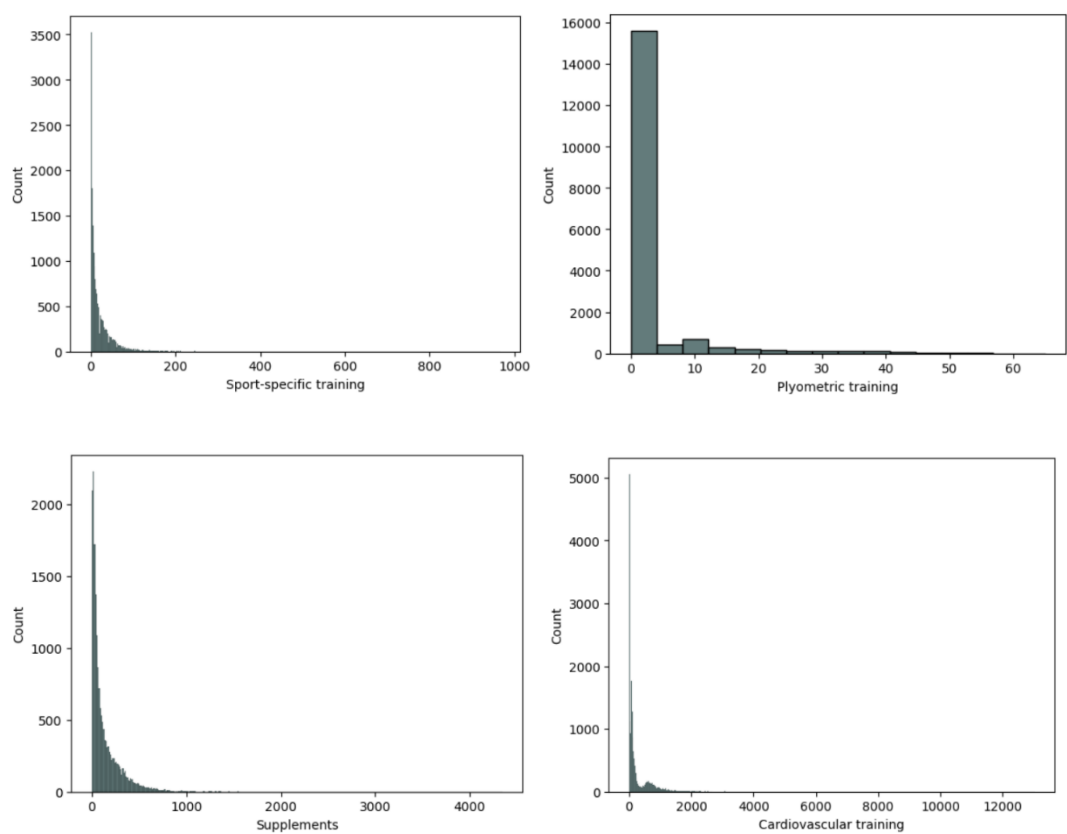 3500
3000
2500
2000
1500
1000
500
0
Count
0 200 400 600 800 1000
Sport-specific training
16000
14000
12000
10000
8000
6000
4000
2000
0
Count
0 10 20 30 40 50 60
Plyometric training
2000
1500
1000
500
0
Count
0 1000 2000 3000 4000
Supplements
5000
4000
3000
2000
1000
0
Count
0 2000 4000 6000 8000 10000 12000
Cardiovascular training